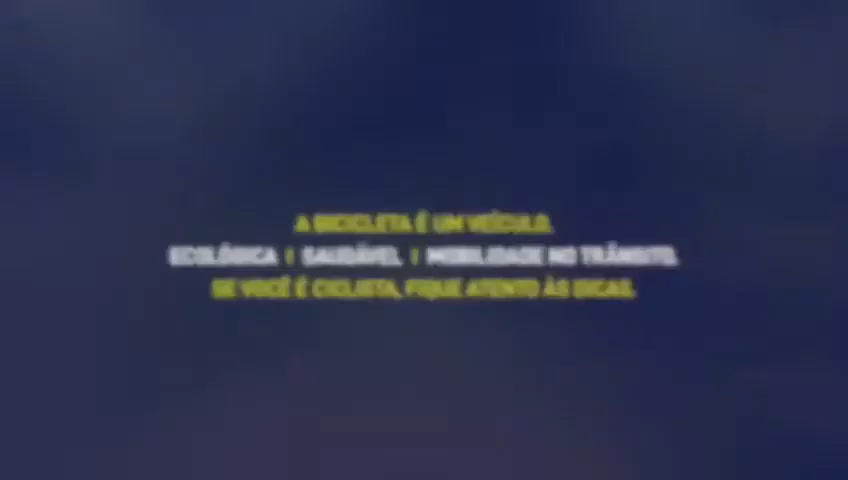 A BICICLETA É UM VEÍCULO.
ECOLÓGICA | SAUDÁVEL | MOBILIDADE NO TRÂNSITO.
SE VOCÊ É CICLISTA, FIQUE ATENTO ÀS DICAS.